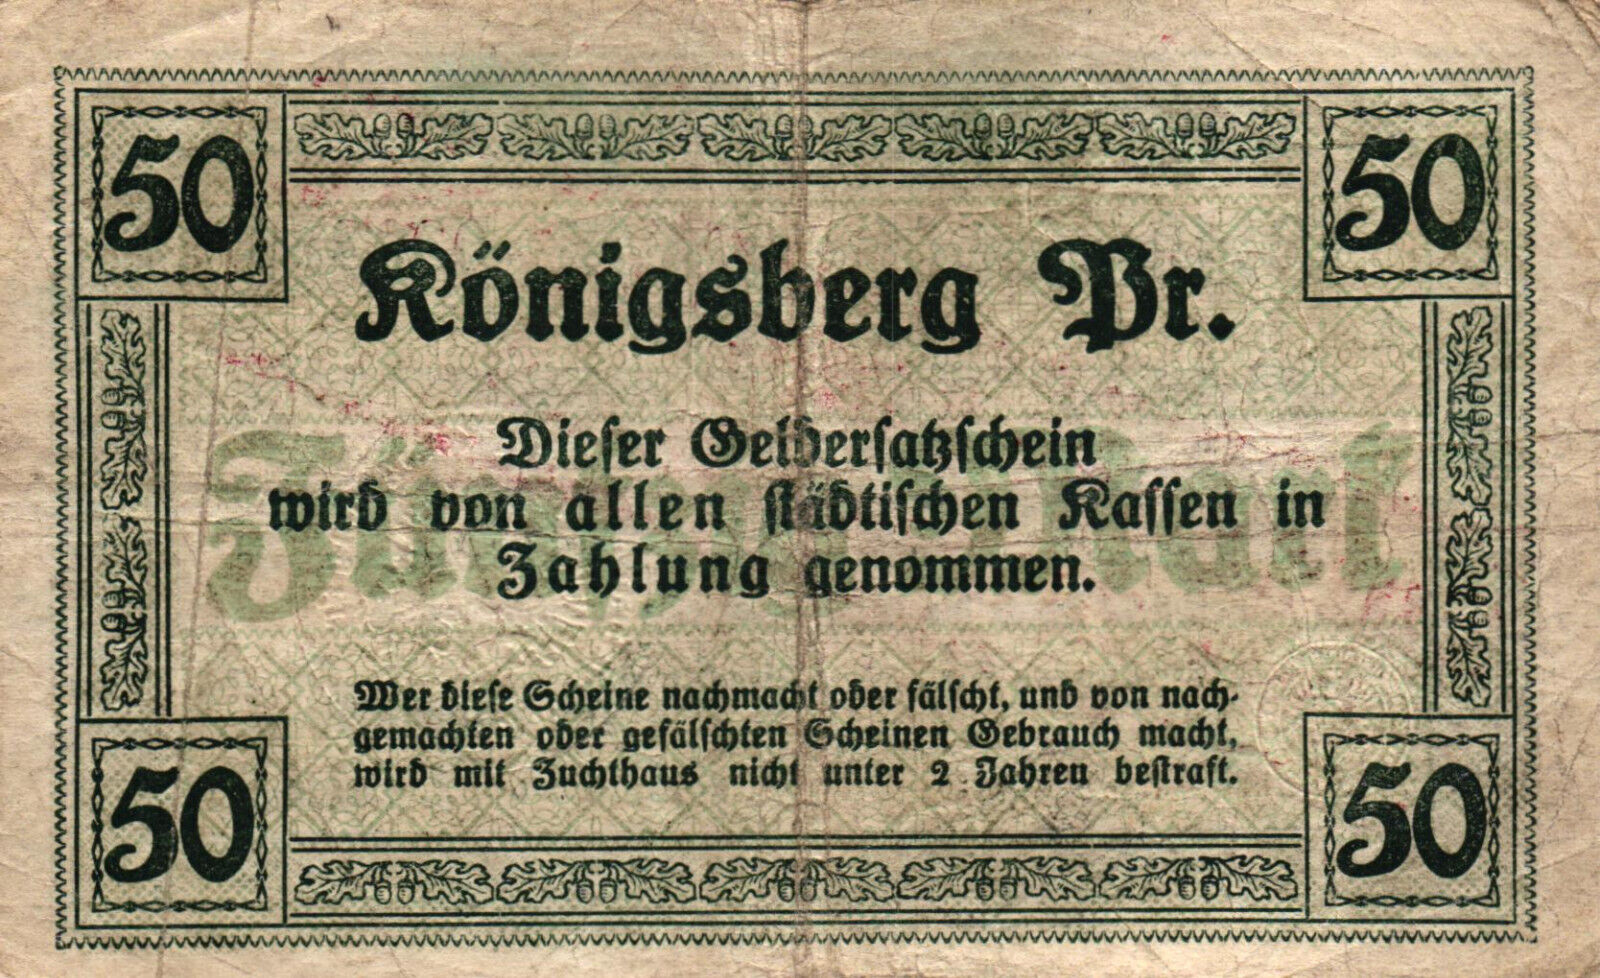 50 50
Königsberg Pr.
Fünfzig Mark
Dieser Geldersatzschein
wird von allen städtischen Kassen in
Zahlung genommen.
Wer diese Scheine nachmacht oder fälscht, und von nach-
gemachten oder gefälschten Scheinen Gebrauch macht,
wird mit Zuchthaus nicht unter 2 Jahren bestraft.
50 50